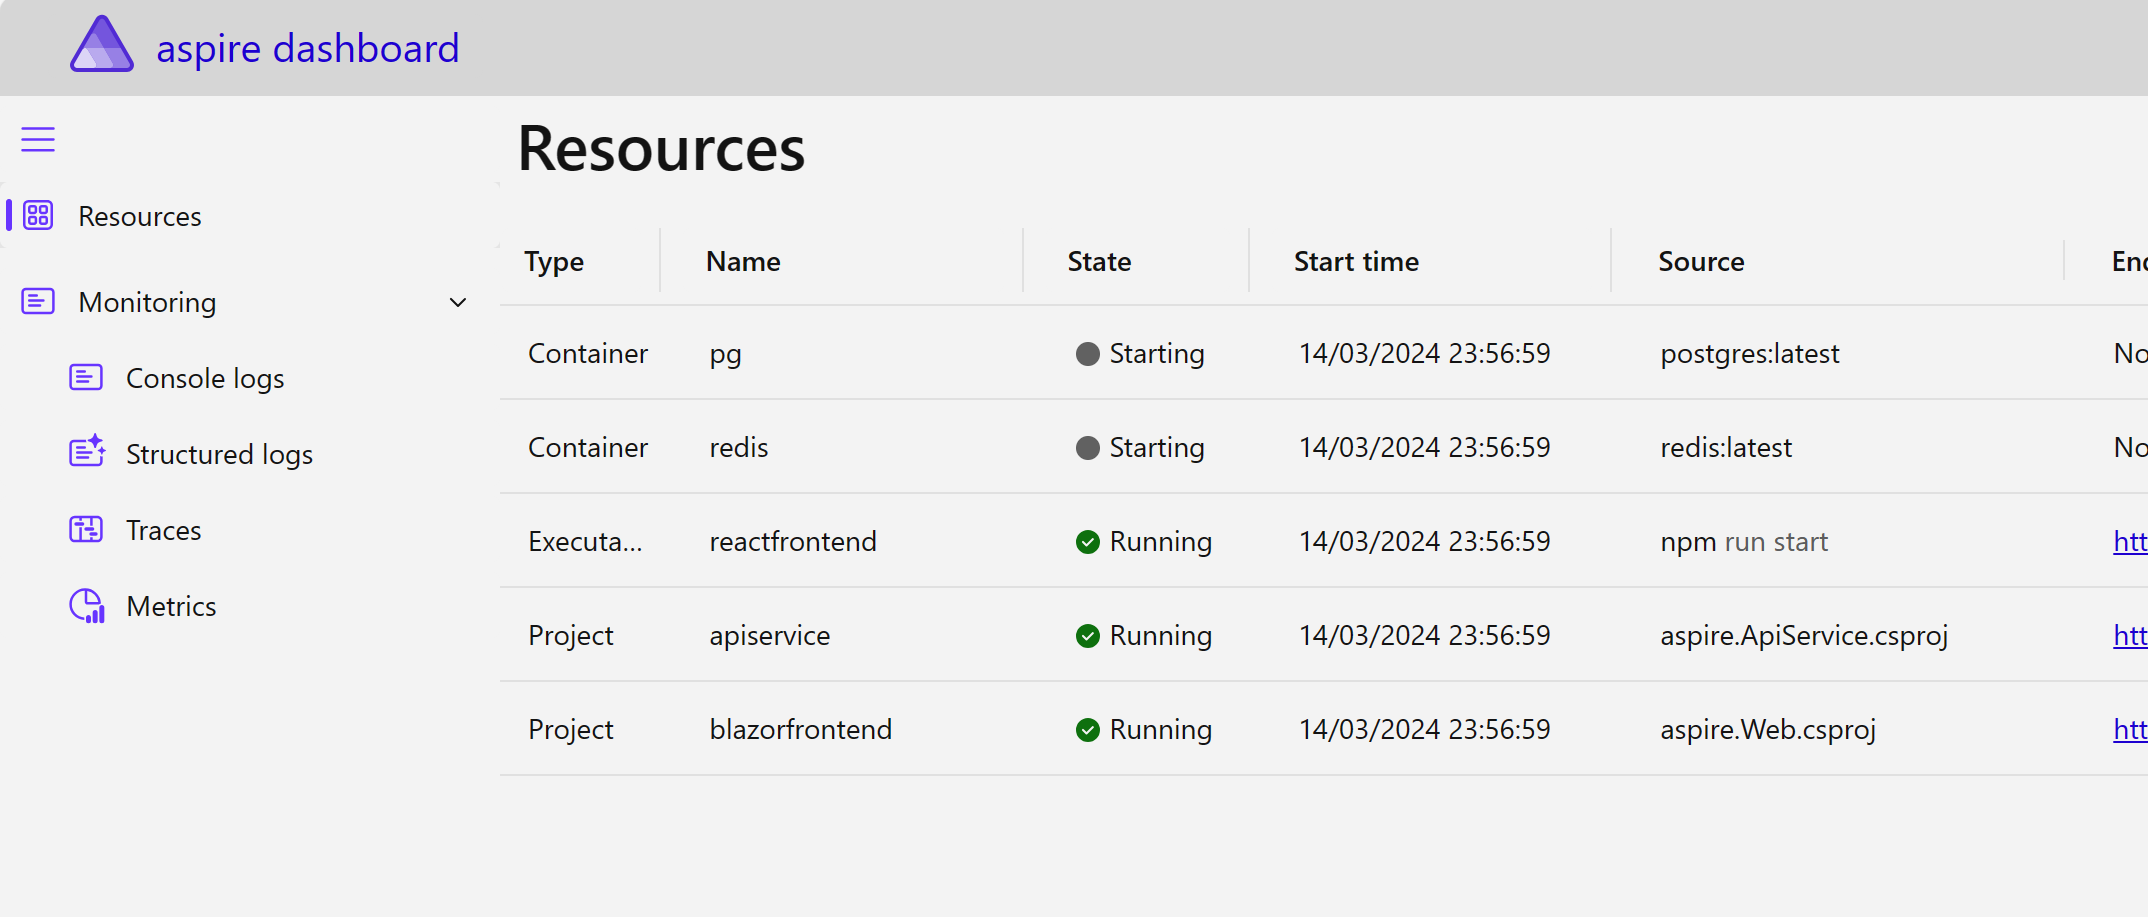 aspire dashboard
Resources
Resources
Monitoring
Console logs
Structured logs
Traces
Metrics
Type Name State Start time Source
Container pg Starting 14/03/2024 23:56:59 postgres:latest No
Container redis Starting 14/03/2024 23:56:59 redis:latest No
Executa... reactfrontend Running 14/03/2024 23:56:59 npm run start htt
Project apiservice Running 14/03/2024 23:56:59 aspire.ApiService.csproj htt
Project blazorfrontend Running 14/03/2024 23:56:59 aspire.Web.csproj htt